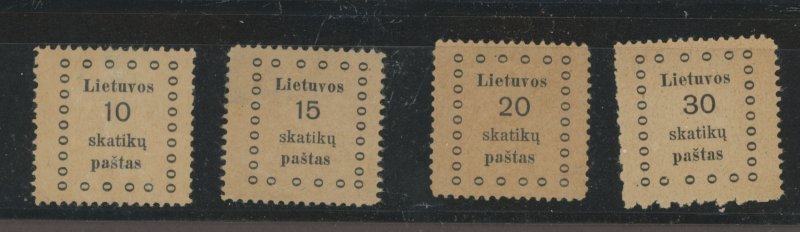 Lietuvos
10
skatikų
paštas
Lietuvos
15
skatikų
paštas
Lietuvos
20
skatikų
paštas
Lietuvos
30
skatikų
paštas